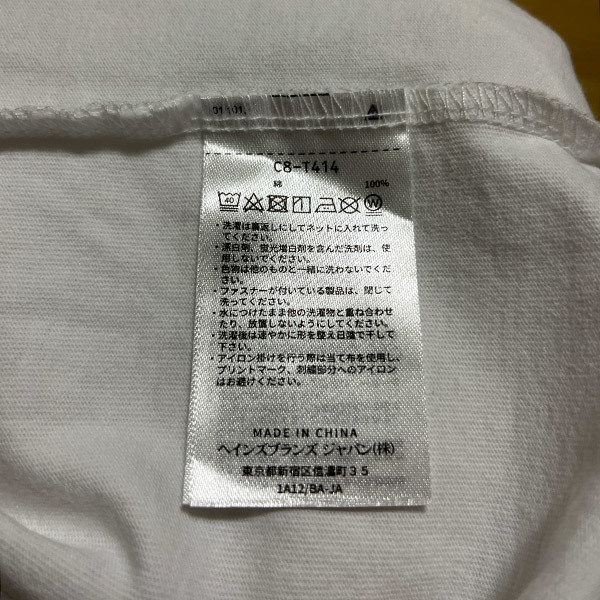 01 101
C8-T414
綿 100%
40 W
・洗濯は裏返しにしてネットに入れて洗っ
てください。
・漂白剤、蛍光増白剤を含んだ洗剤は、使
用しないでください。
・色物は他のものと一緒に洗わないでくだ
さい。
・ファスナーが付いている製品は、閉じて
洗ってください。
・水につけたまま他の洗濯物と重ね合わせ
たり、放置しないようにしてください。
・洗濯後は速やかに形を整え日陰で干して
下さい。
・アイロン掛けを行う際は当て布を使用し、
プリントマーク、刺繍部分へのアイロン
はお避けください。
MADE IN CHINA
ヘインズブランズ ジャパン(株)
東京都新宿区信濃町35
1A12/BA-JA